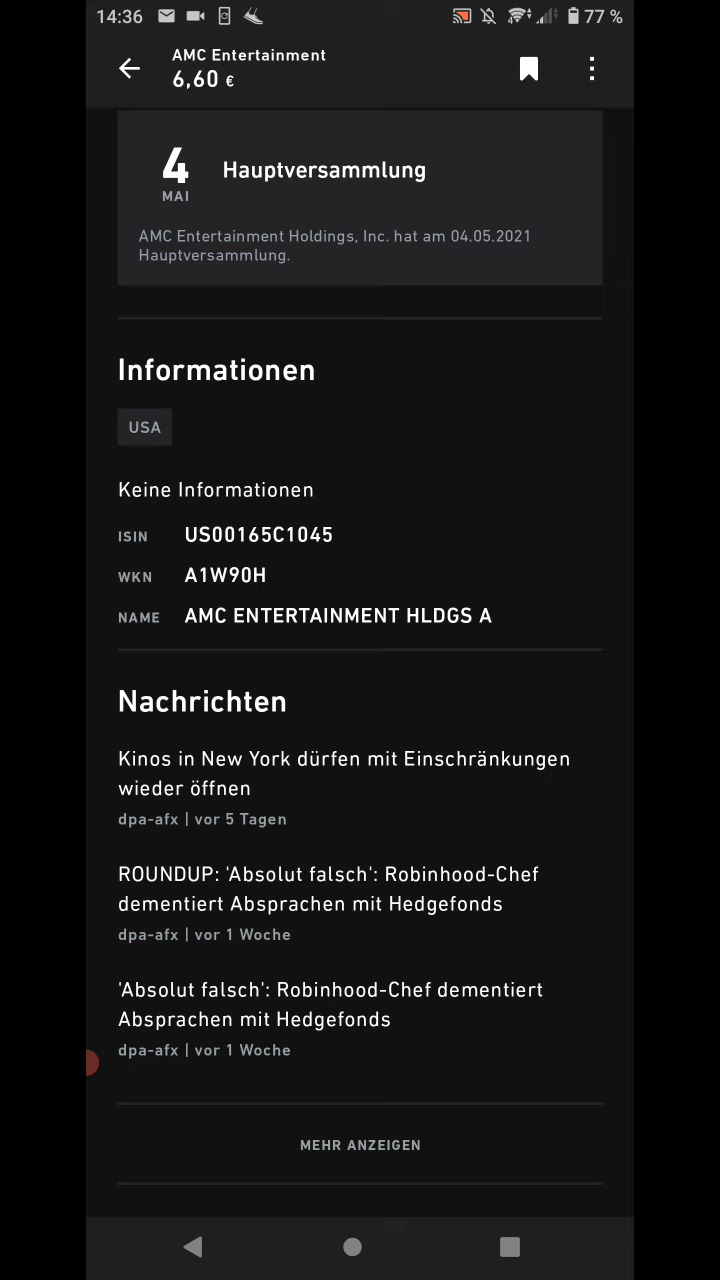 14:36
77 %
AMC Entertainment
6,60 €
4
MAI
Hauptversammlung
AMC Entertainment Holdings, Inc. hat am 04.05.2021
Hauptversammlung.
Informationen
USA
Keine Informationen
ISIN US00165C1045
WKN A1W90H
NAME AMC ENTERTAINMENT HLDGS A
Nachrichten
Kinos in New York dürfen mit Einschränkungen
wieder öffnen
dpa-afx | vor 5 Tagen
ROUNDUP: 'Absolut falsch': Robinhood-Chef
dementiert Absprachen mit Hedgefonds
dpa-afx | vor 1 Woche
'Absolut falsch': Robinhood-Chef dementiert
Absprachen mit Hedgefonds
dpa-afx | vor 1 Woche
MEHR ANZEIGEN